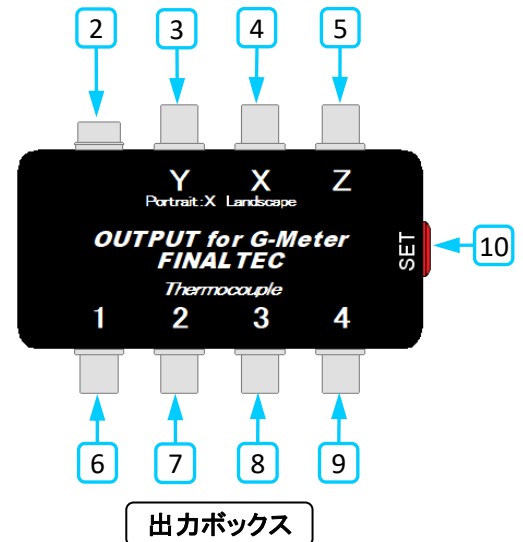 2 3 4 5
Y X Z
Portrait:X Landscape
OUTPUT for G-Meter
FINALTEC
SET
10
Thermocouple
1 2 3 4
6 7 8 9
出力ボックス